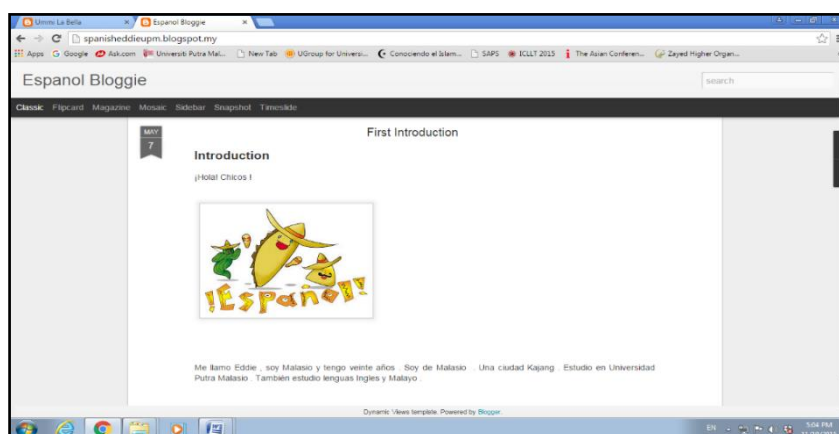 Ummi La Bella
Espanol Bloggie
spanisheddieupm.blogspot.my
Apps Google Ask.com Universiti Putra Mal... New Tab UGroup for Universi... Conociendo el Islam... SAPS ICLLT 2015 The Asian Conferen... Zayed Higher Organ...
Espanol Bloggie
search
Classic Flipcard Magazine Mosaic Sidebar Snapshot Timeslide
MAY
7
First Introduction
Introduction
¡Hola! Chicos !
!Español!
Me llamo Eddie , soy Malasio y tengo veinte años . Soy de Malasio . Una ciudad Kajang . Estudio en Universidad
Putra Malasio . También estudio lenguas Ingles y Malayo .
Dynamic Views template. Powered by Blogger.
EN
5:04 PM